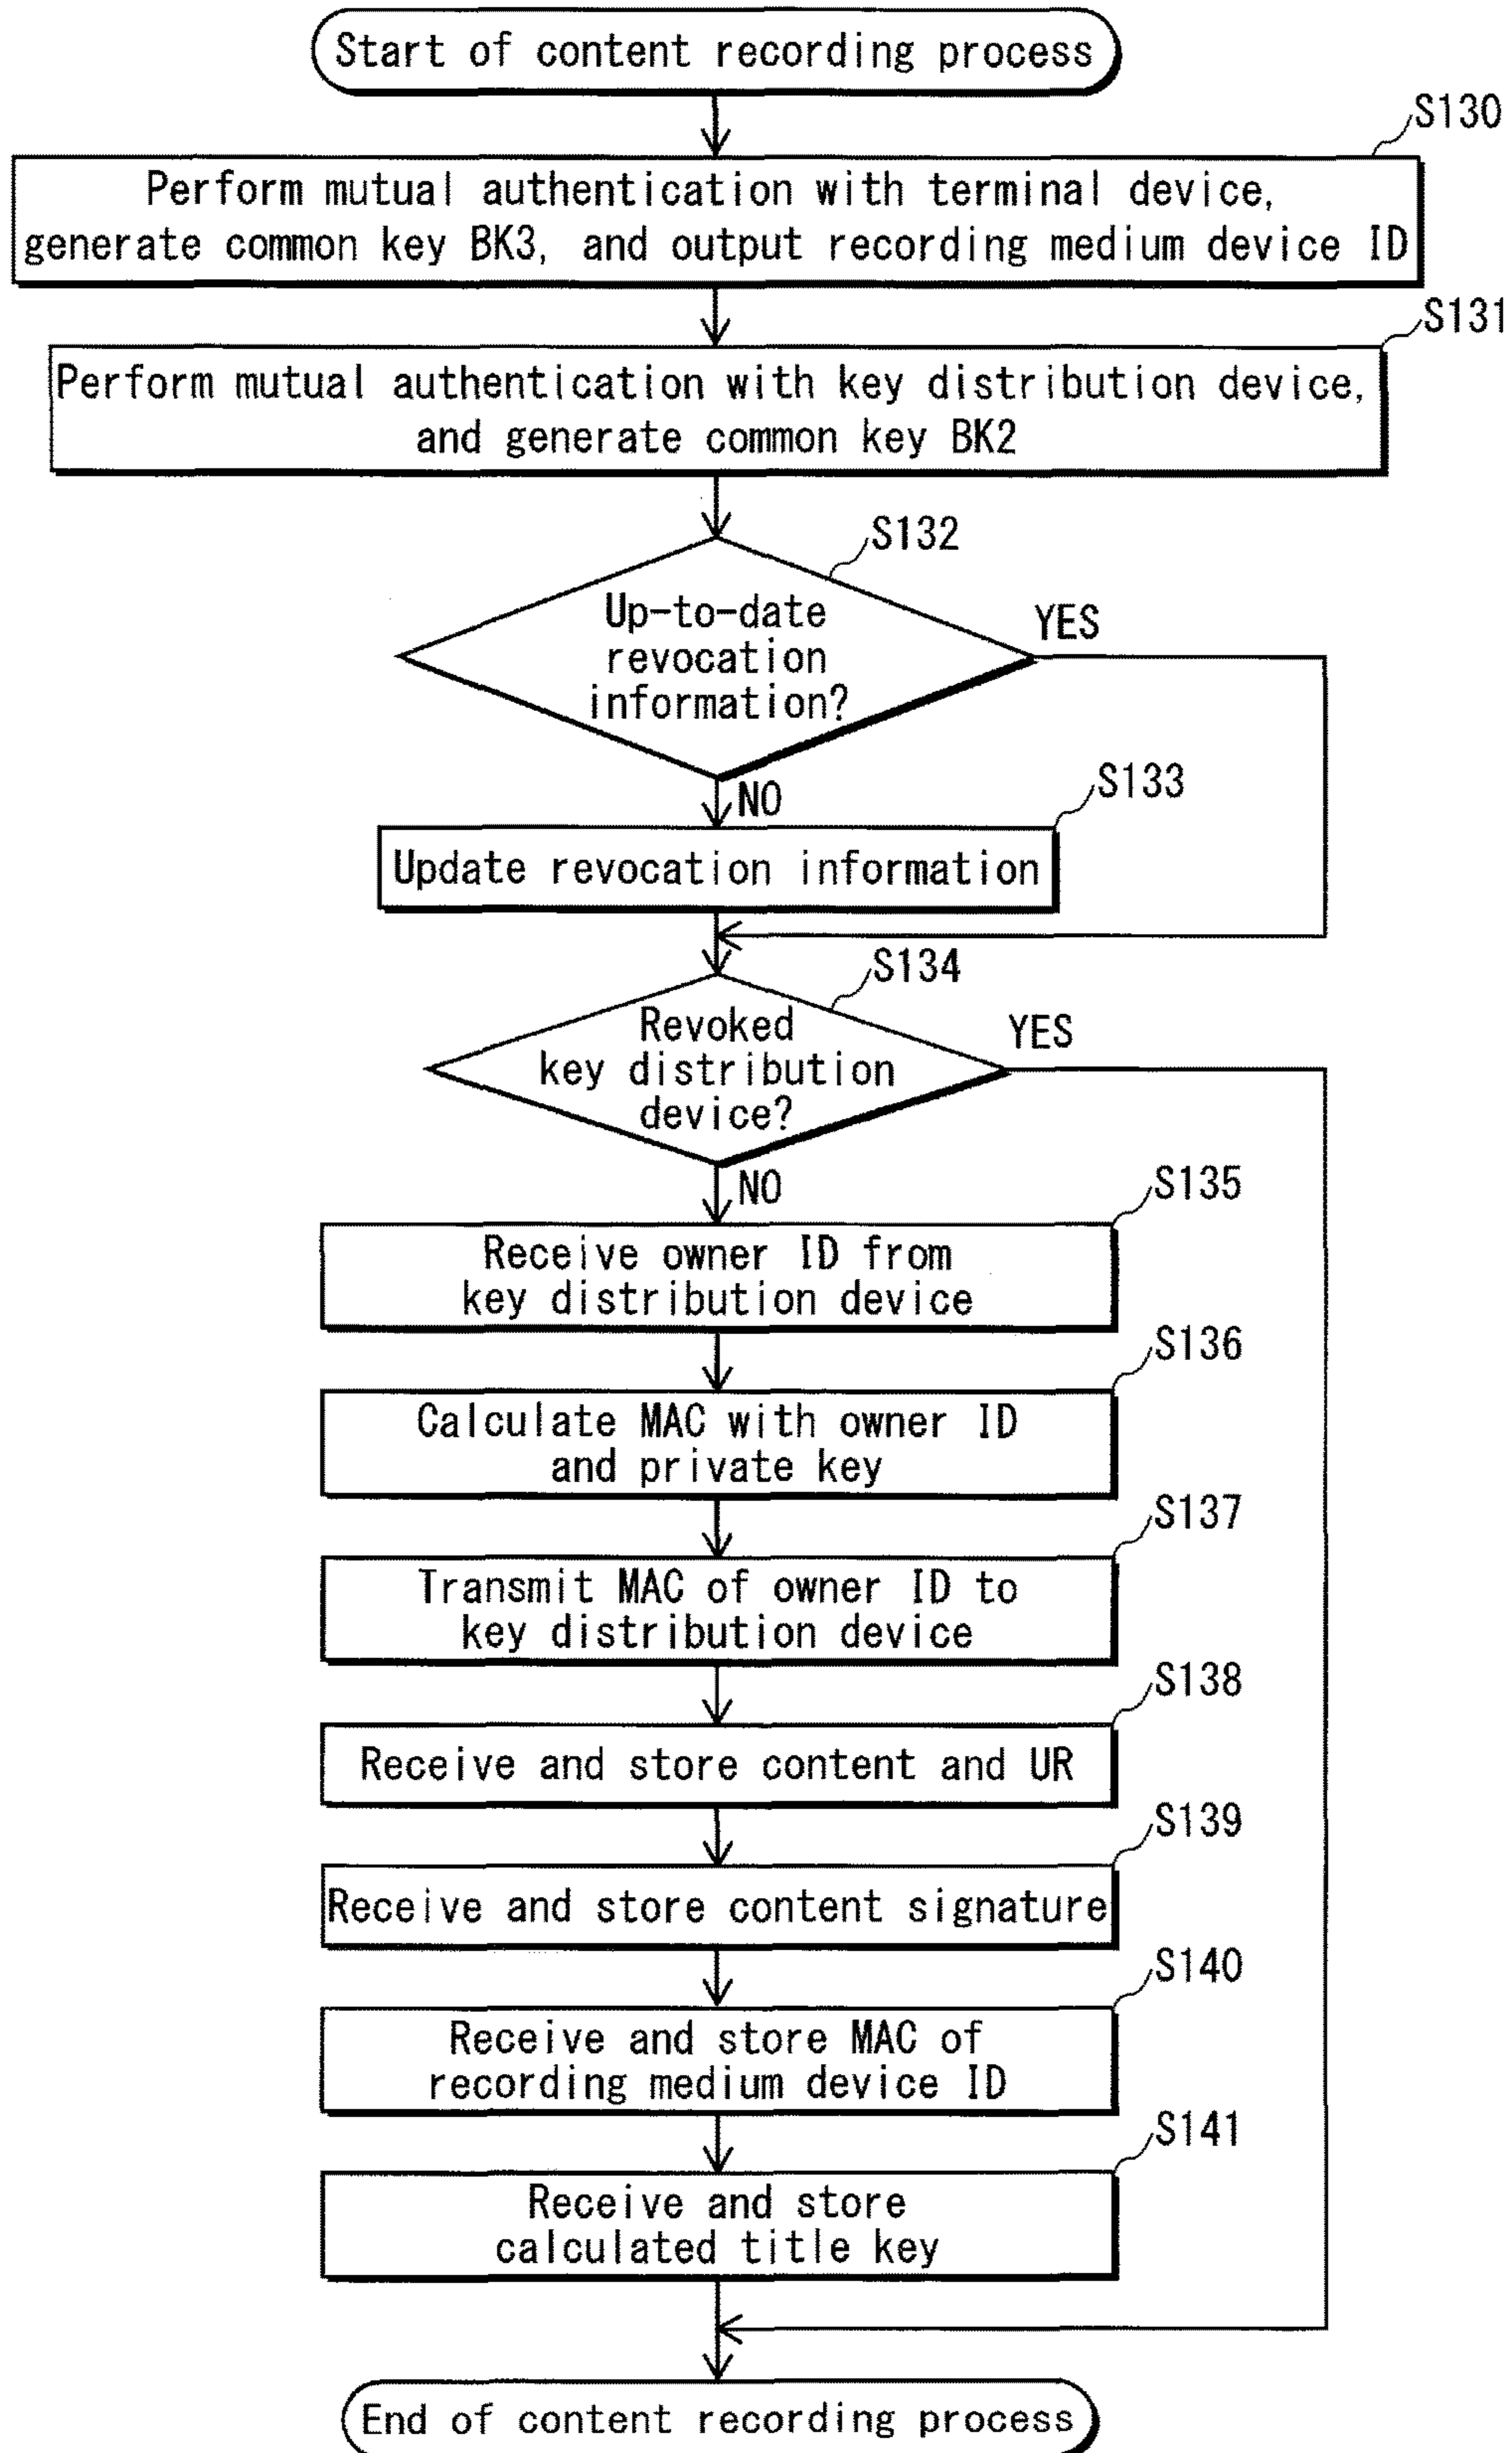 Start of content recording process
S130
Perform mutual authentication with terminal device,
generate common key BK3, and output recording medium device ID
S131
Perform mutual authentication with key distribution device,
and generate common key BK2
S132
Up-to-date
revocation
information?
YES
NO
S133
Update revocation information
S134
Revoked
key distribution
device?
YES
NO
S135
Receive owner ID from
key distribution device
S136
Calculate MAC with owner ID
and private key
S137
Transmit MAC of owner ID to
key distribution device
S138
Receive and store content and UR
S139
Receive and store content signature
S140
Receive and store MAC of
recording medium device ID
S141
Receive and store
calculated title key
End of content recording process